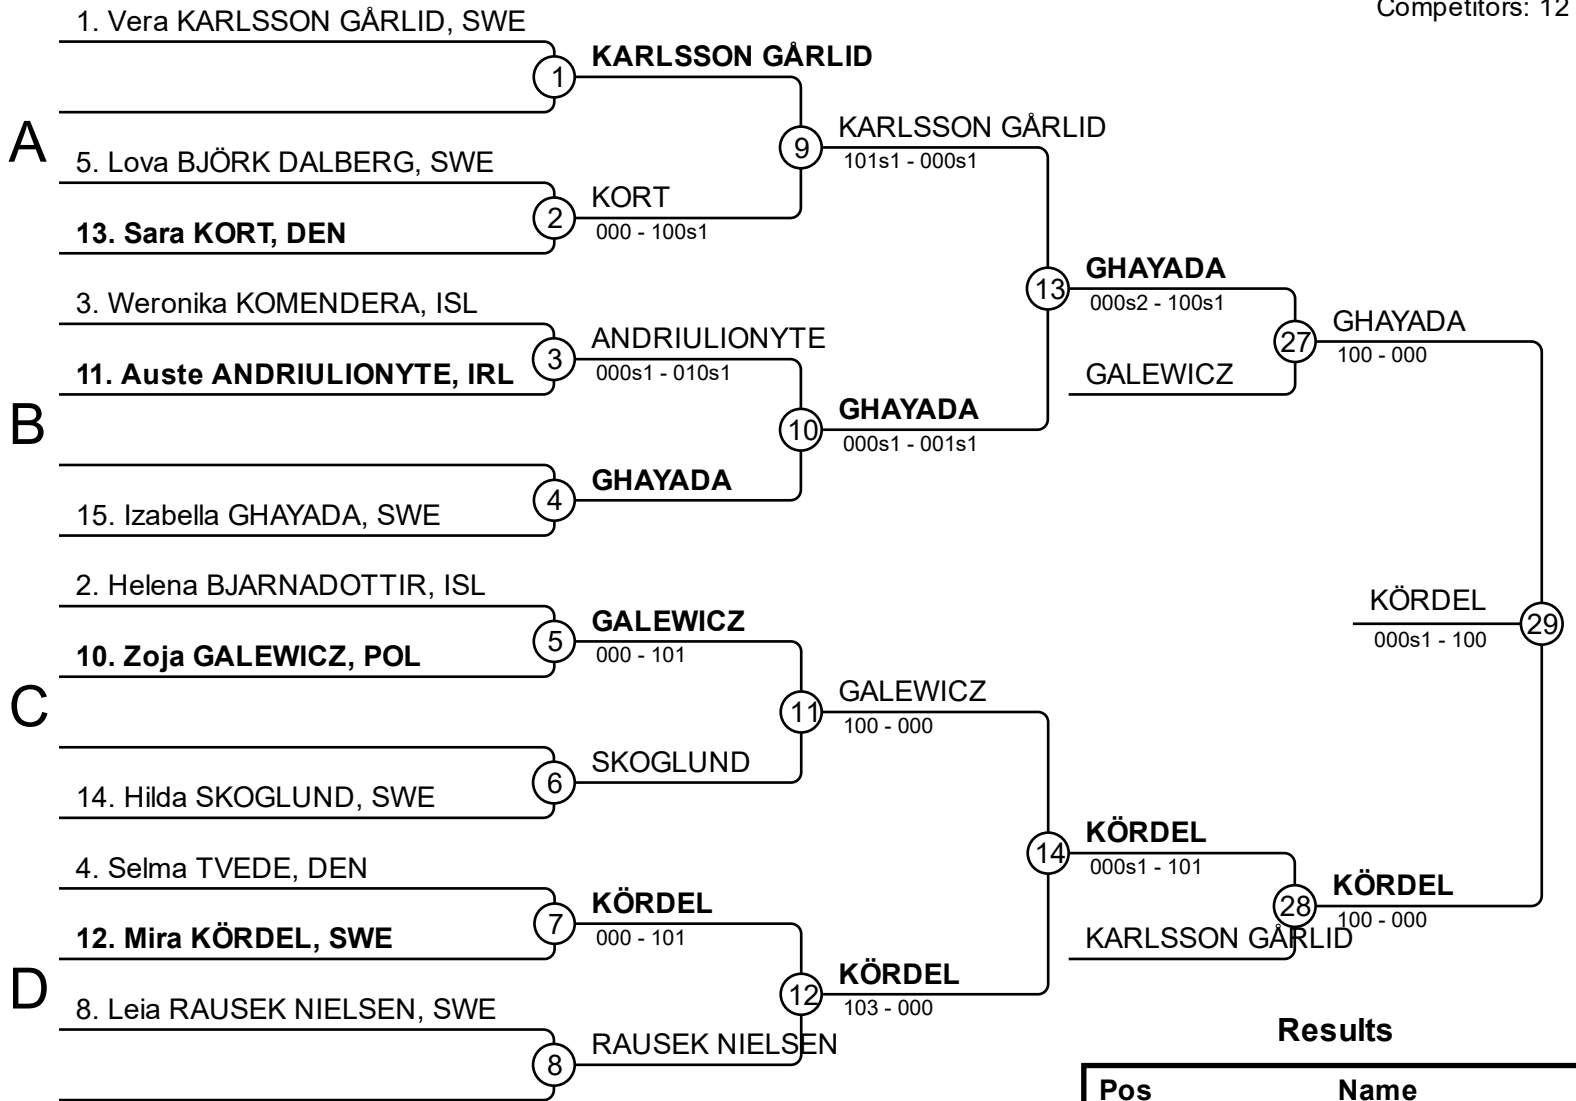 Competitors: 12
1. Vera KARLSSON GÅRLID, SWE
KARLSSON GÅRLID
1
A
KARLSSON GÅRLID
9
101s1 - 000s1
5. Lova BJÖRK DALBERG, SWE
KORT
2
000 - 100s1
13. Sara KORT, DEN
GHAYADA
13
000s2 - 100s1
3. Weronika KOMENDERA, ISL
GHAYADA
27
100 - 000
ANDRIULIONYTE
3
000s1 - 010s1
11. Auste ANDRIULIONYTE, IRL
GALEWICZ
B
GHAYADA
10
000s1 - 001s1
GHAYADA
4
15. Izabella GHAYADA, SWE
2. Helena BJARNADOTTIR, ISL
KÖRDEL
29
000s1 - 100
GALEWICZ
5
000 - 101
10. Zoja GALEWICZ, POL
C
GALEWICZ
11
100 - 000
SKOGLUND
6
14. Hilda SKOGLUND, SWE
KÖRDEL
14
000s1 - 101
4. Selma TVEDE, DEN
KÖRDEL
28
100 - 000
KÖRDEL
7
000 - 101
12. Mira KÖRDEL, SWE
KARLSSON GÅRLID
D
KÖRDEL
12
103 - 000
8. Leia RAUSEK NIELSEN, SWE
RAUSEK NIELSEN
8
Results
Pos Name